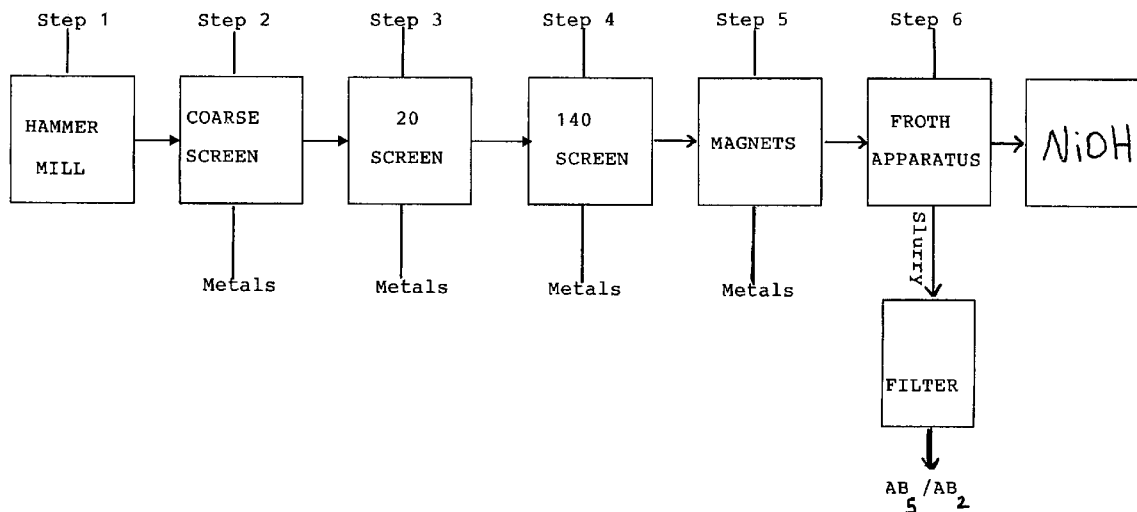 Step 1 Step 2 Step 3 Step 4 Step 5 Step 6
HAMMER
MILL
COARSE
SCREEN
20
SCREEN
140
SCREEN
MAGNETS
FROTH
APPARATUS
NiOH
Metals Metals Metals Metals
Slurry
FILTER
AB5/AB2